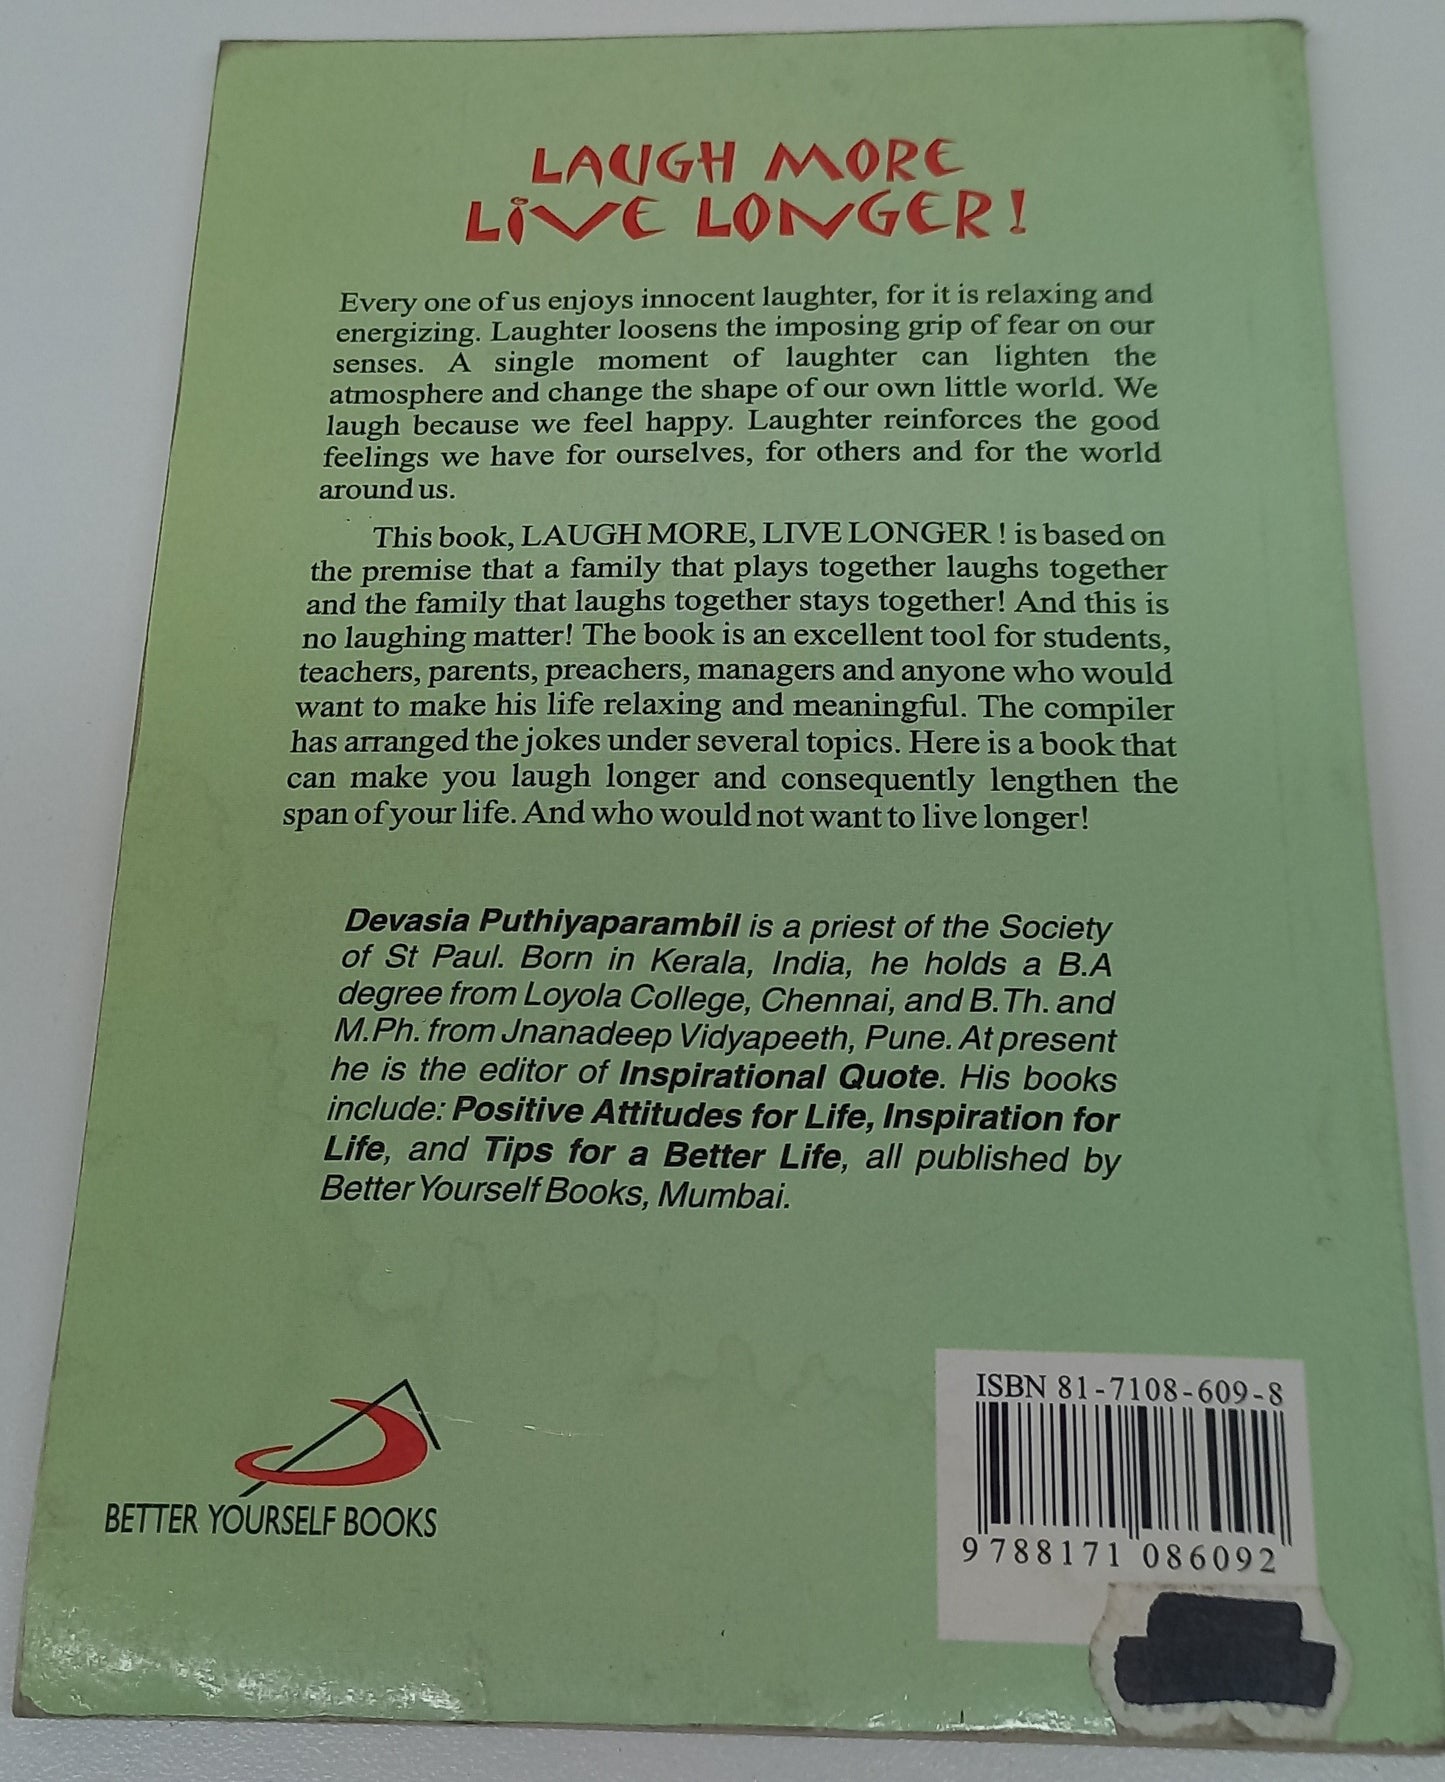 LAUGH MORE
LIVE LONGER!
Every one of us enjoys innocent laughter, for it is relaxing and
energizing. Laughter loosens the imposing grip of fear on our
senses. A single moment of laughter can lighten the
atmosphere and change the shape of our own little world. We
laugh because we feel happy. Laughter reinforces the good
feelings we have for ourselves, for others and for the world
around us.
This book, LAUGH MORE, LIVE LONGER ! is based on
the premise that a family that plays together laughs together
and the family that laughs together stays together! And this is
no laughing matter! The book is an excellent tool for students,
teachers, parents, preachers, managers and anyone who would
want to make his life relaxing and meaningful. The compiler
has arranged the jokes under several topics. Here is a book that
can make you laugh longer and consequently lengthen the
span of your life. And who would not want to live longer!
Devasia Puthiyaparambil is a priest of the Society
of St Paul. Born in Kerala, India, he holds a B.A
degree from Loyola College, Chennai, and B.Th. and
M.Ph. from Jnanadeep Vidyapeeth, Pune. At present
he is the editor of Inspirational Quote. His books
include: Positive Attitudes for Life, Inspiration for
Life, and Tips for a Better Life, all published by
Better Yourself Books, Mumbai.
BETTER YOURSELF BOOKS
ISBN 81-7108-609-8
9 788171 086092